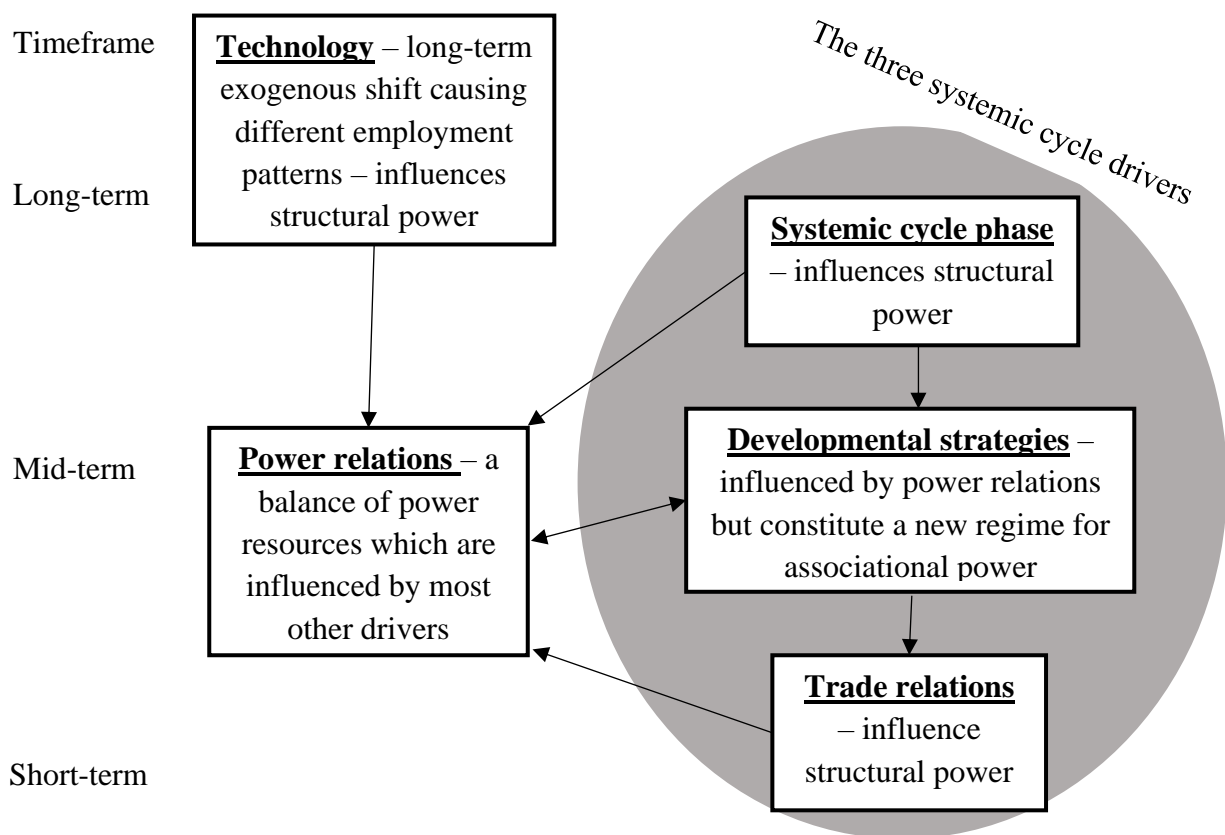 Timeframe
Technology – long-term
exogenous shift causing
different employment
patterns – influences
structural power
The three systemic cycle drivers
Long-term
Systemic cycle phase
– influences structural
power
Mid-term
Power relations – a
balance of power
resources which are
influenced by most
other drivers
Developmental strategies –
influenced by power relations
but constitute a new regime for
associational power
Trade relations
– influence
structural power
Short-term